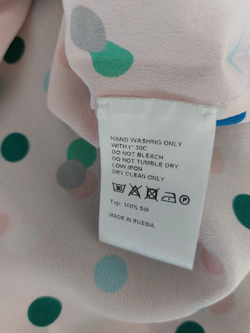 HAND WASHING ONLY
WITH t° 30C
DO NOT BLEACH
DO NOT TUMBLE DRY
LOW IRON
DRY CLEAN ONLY
Top: 100% Silk
MADE IN RUSSIA